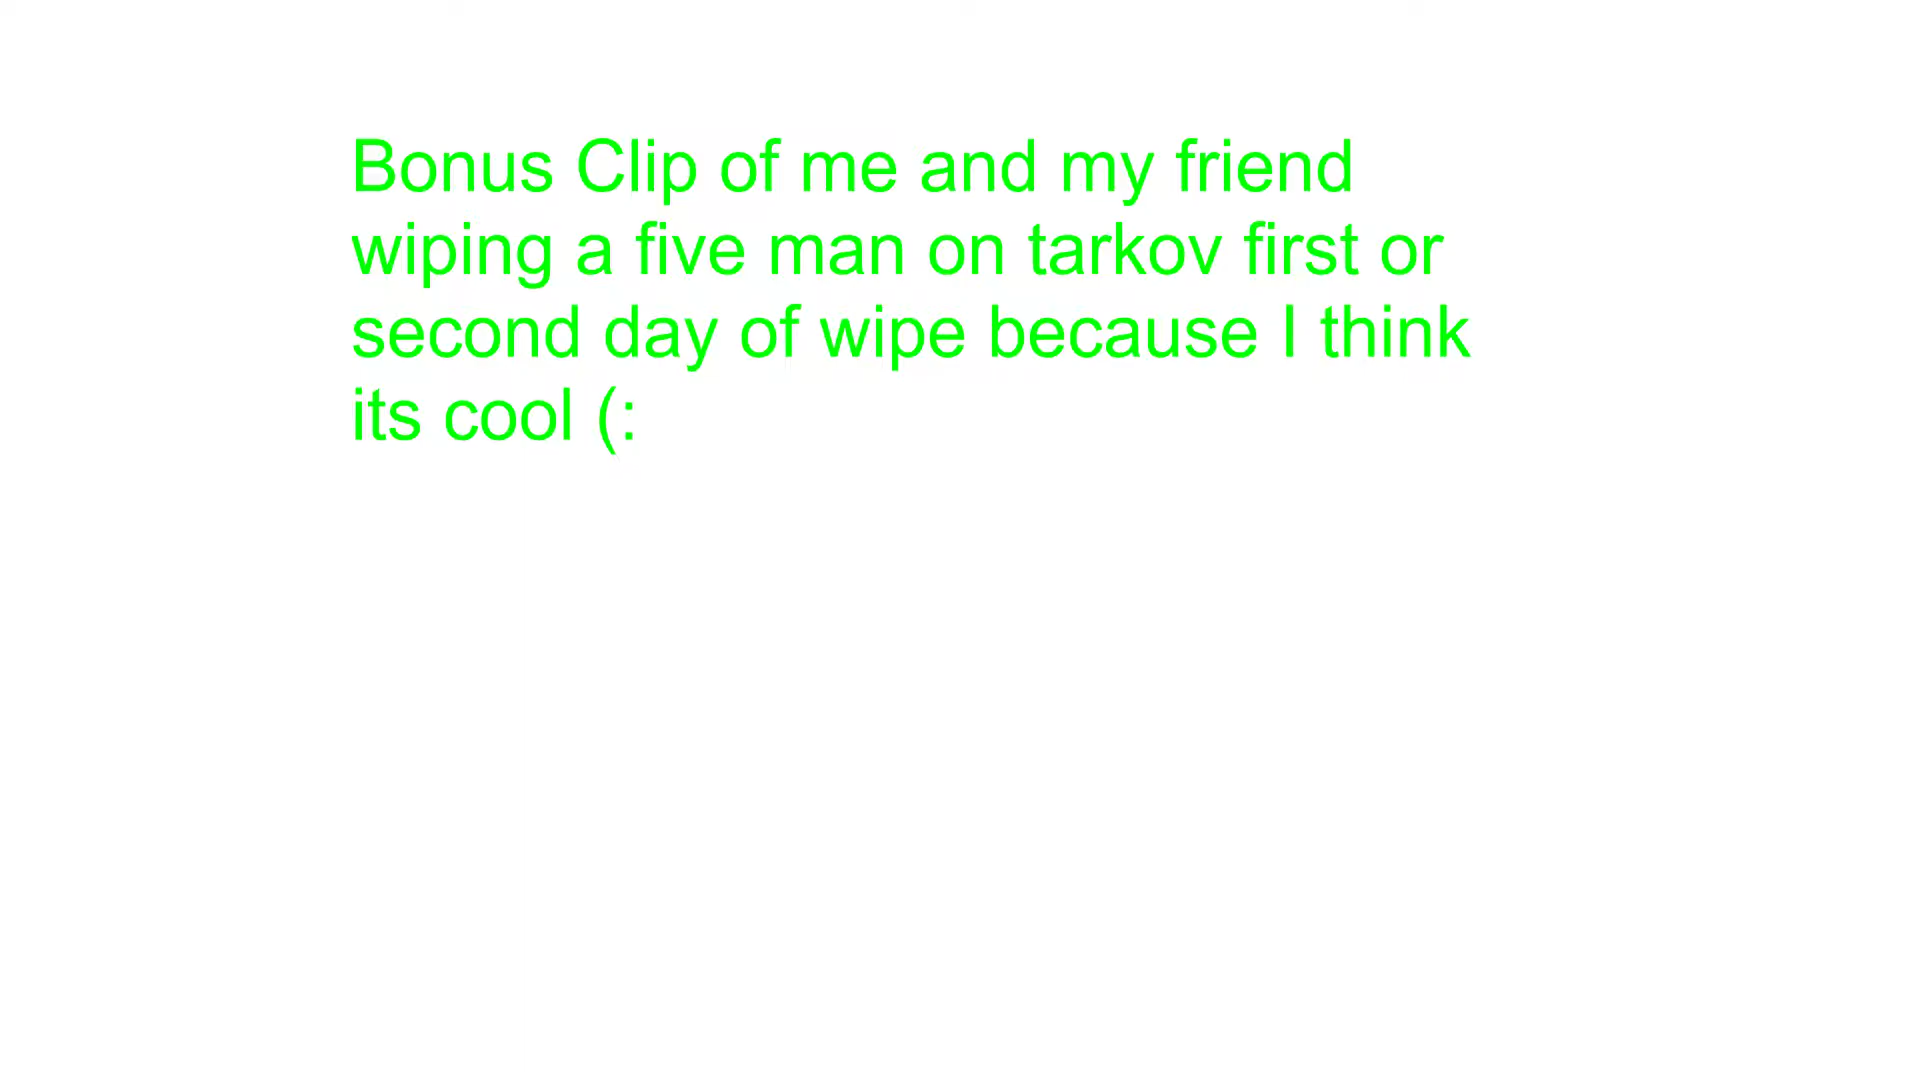 Bonus Clip of me and my friend
wiping a five man on tarkov first or
second day of wipe because I think
its cool (: